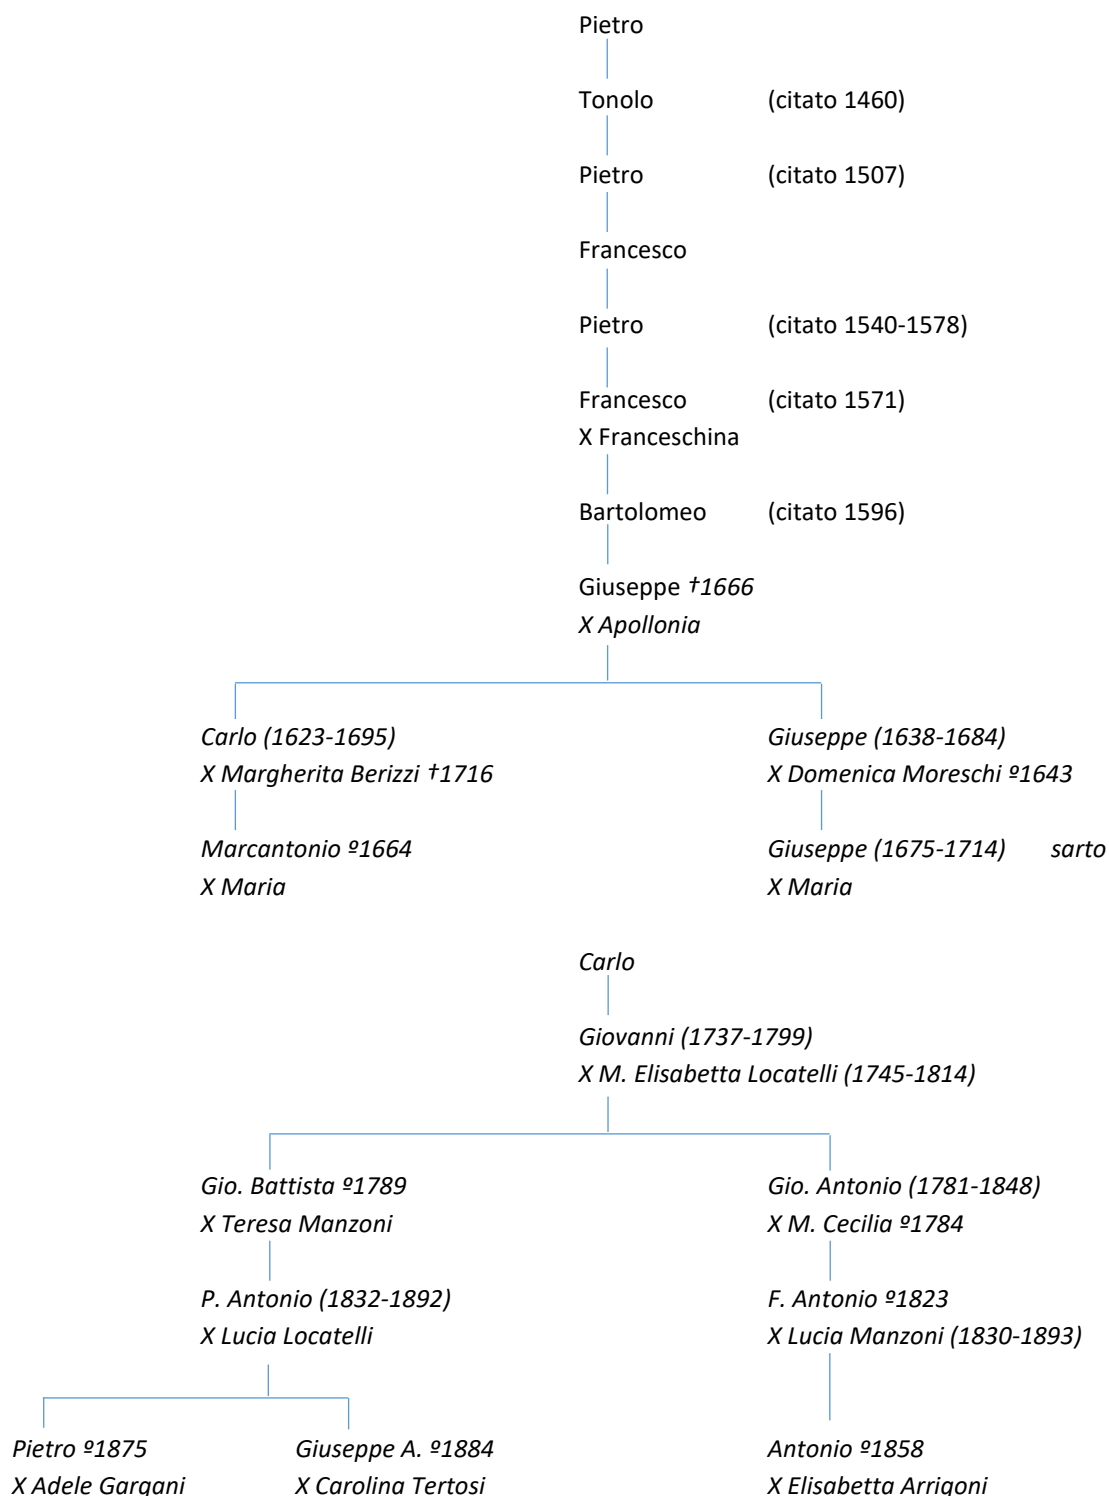 Pietro
Tonolo (citato 1460)
Pietro (citato 1507)
Francesco
Pietro (citato 1540-1578)
Francesco (citato 1571)
X Franceschina
Bartolomeo (citato 1596)
Giuseppe †1666
X Apollonia
Carlo (1623-1695) Giuseppe (1638-1684)
X Margherita Berizzi †1716 X Domenica Moreschi º1643
Marcantonio º1664 Giuseppe (1675-1714) sarto
X Maria X Maria
Carlo
Giovanni (1737-1799)
X M. Elisabetta Locatelli (1745-1814)
Gio. Battista º1789 Gio. Antonio (1781-1848)
X Teresa Manzoni X M. Cecilia º1784
P. Antonio (1832-1892) F. Antonio º1823
X Lucia Locatelli X Lucia Manzoni (1830-1893)
Pietro º1875 Giuseppe A. º1884 Antonio º1858
X Adele Gargani X Carolina Tertosi X Elisabetta Arrigoni